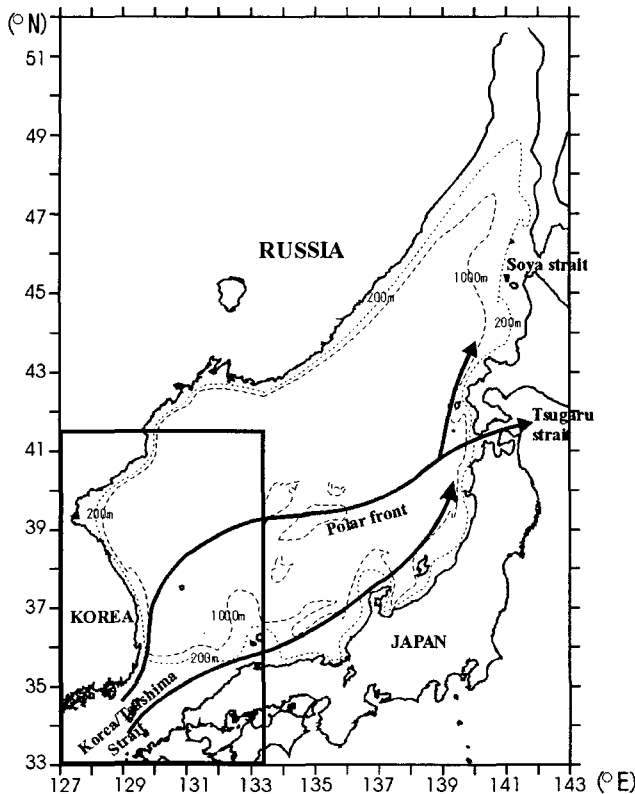 (°N)
51
49
47
45
43
41
39
37
35
33
RUSSIA
Soya strait
1000m
200m
200m
Tsugaru
strait
200m
Polar front
KOREA
1000m
200m
JAPAN
Korea/Tsushima
Strait
127
129
131
135
137
139
141
143
(°E)